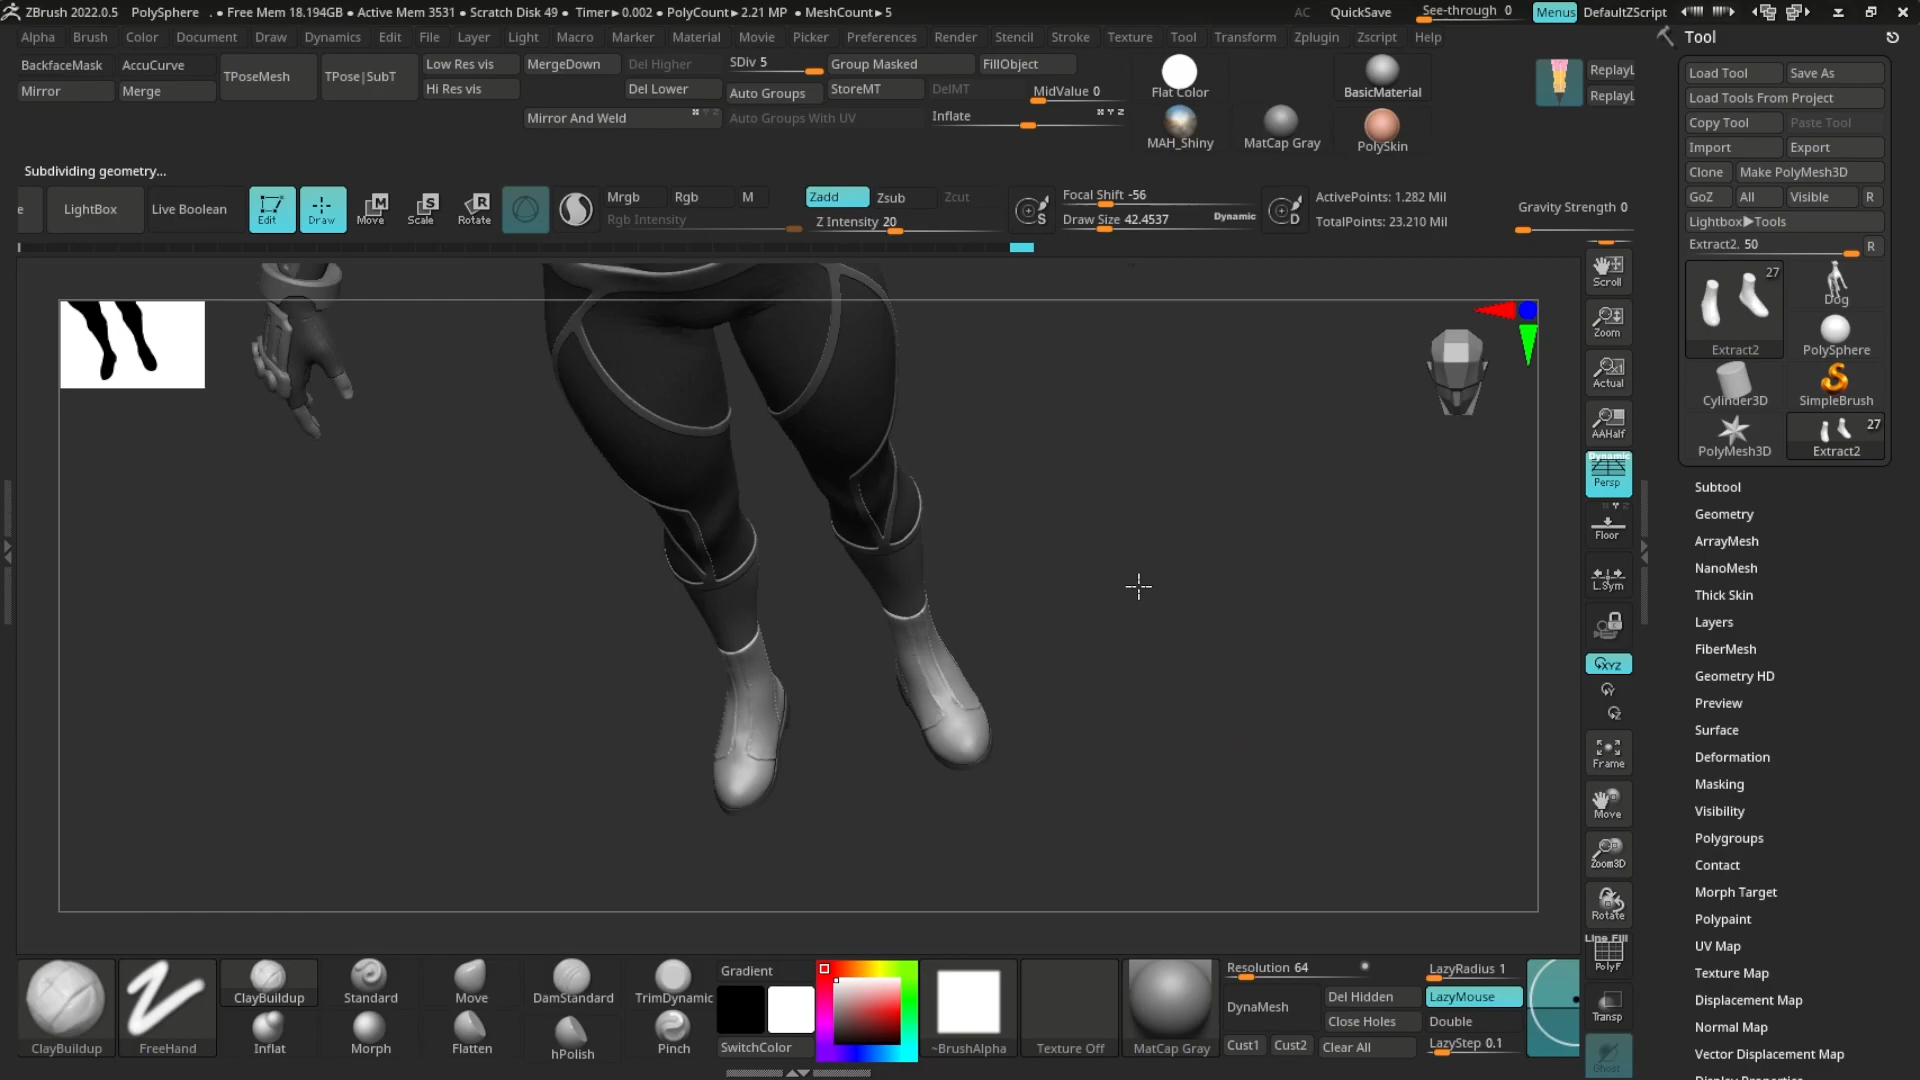 ZBrush 2022.0.5 PolySphere . • Free Mem 18.194GB • Active Mem 3531 • Scratch Disk 49 • Timer▶0.002 • PolyCount▶2.21 MP • MeshCount▶5 AC QuickSave See-through 0 Menus DefaultZScript
Alpha Brush Color Document Draw Dynamics Edit File Layer Light Macro Marker Material Movie Picker Preferences Render Stencil Stroke Texture Tool Transform Zplugin Zscript Help
Tool
BackfaceMask AccuCurve TPoseMesh TPose|SubT Low Res vis MergeDown Del Higher SDiv 5 Group Masked FillObject
Mirror Merge Hi Res vis Del Lower Auto Groups StoreMT DelMT MidValue 0
Mirror And Weld Auto Groups With UV Inflate
Flat Color BasicMaterial
MAH_Shiny MatCap Gray PolySkin
ReplayL
ReplayL
Subdividing geometry...
e LightBox Live Boolean Edit Draw Move Scale Rotate
Mrgb Rgb M Zadd Zsub Zcut
Rgb Intensity Z Intensity 20
S Focal Shift -56
Draw Size 42.4537 Dynamic D
ActivePoints: 1.282 Mil
TotalPoints: 23.210 Mil
Gravity Strength 0
Load Tool Save As
Load Tools From Project
Copy Tool Paste Tool
Import Export
Clone Make PolyMesh3D
GoZ All Visible R
Lightbox▶Tools
Extract2. 50 R
27
Dog
Extract2 PolySphere
Cylinder3D SimpleBrush
27
PolyMesh3D Extract2
Subtool
Geometry
ArrayMesh
NanoMesh
Thick Skin
Layers
FiberMesh
Geometry HD
Preview
Surface
Deformation
Masking
Visibility
Polygroups
Contact
Morph Target
Polypaint
UV Map
Texture Map
Displacement Map
Normal Map
Vector Displacement Map
Display Properties
Scroll
Zoom
Actual
AAHalf
Dynamic
Persp
Floor
L.Sym
XYZ
Frame
Move
Zoom3D
Rotate
Line Fill
PolyF
Transp
Ghost
ClayBuildup FreeHand
ClayBuildup Standard Move DamStandard TrimDynamic
Inflat Morph Flatten hPolish Pinch
Gradient
SwitchColor
~BrushAlpha Texture Off MatCap Gray
Resolution 64
DynaMesh
Cust1 Cust2
Del Hidden
Close Holes
Clear All
LazyRadius 1
LazyMouse
Double
LazyStep 0.1